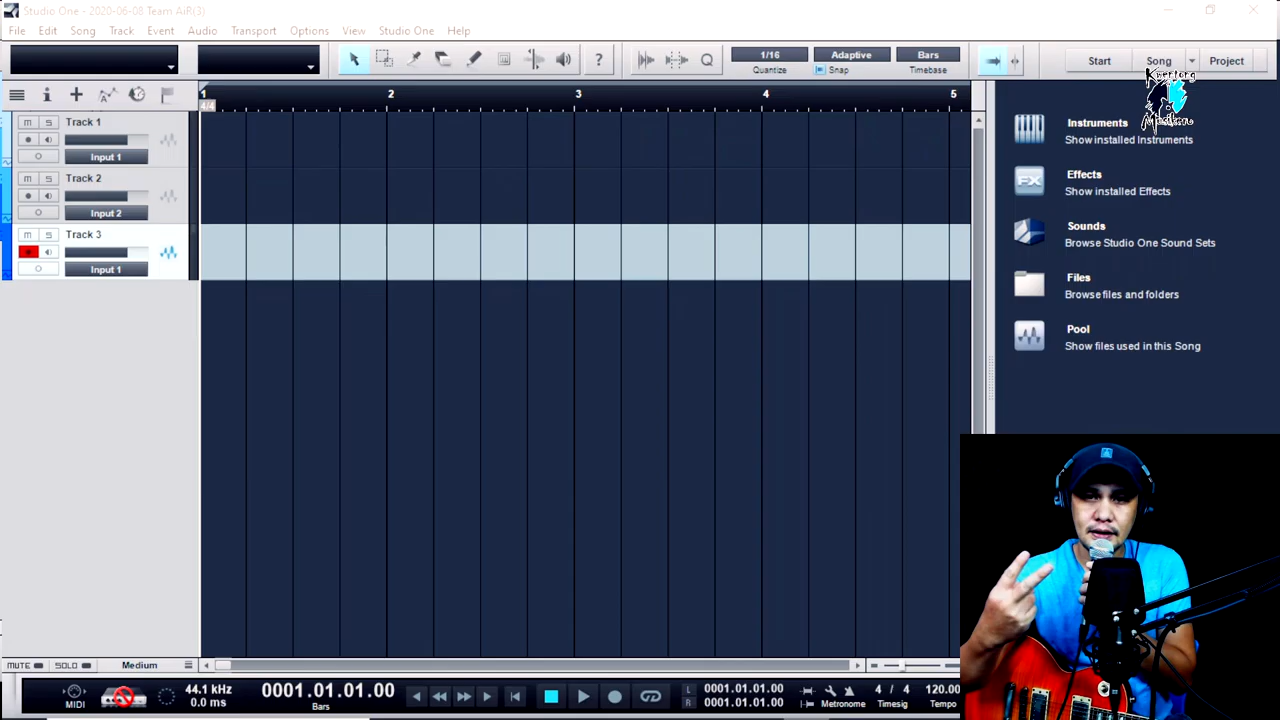 Studio One - 2020-06-08 Team AiR(3)
File Edit Song Track Event Audio Transport Options View Studio One Help
1/16 Adaptive Bars
Quantize Snap Timebase
Start Song Project
Kwentong
Musikero
1 2 3 4 5
4/4
M S Track 1
Input 1
M S Track 2
Input 2
M S Track 3
Input 1
Instruments
Show installed Instruments
FX
Effects
Show installed Effects
Sounds
Browse Studio One Sound Sets
Files
Browse files and folders
Pool
Show files used in this Song
MUTE SOLO Medium
MIDI
44.1 kHz
0.0 ms
0001.01.01.00
Bars
L 0001.01.01.00
R 0001.01.01.00
Metronome
4 / 4
Timesig
120.00
Tempo